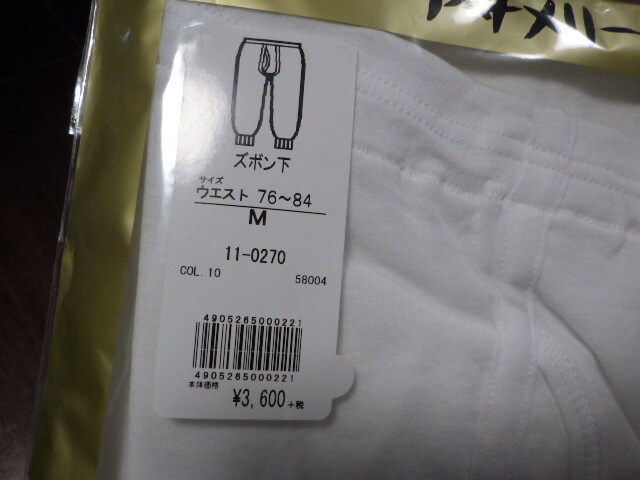 ズボン下
サイズ
ウエスト 76～84
M
11-0270
COL. 10 58004
4905265000221
4905265000221
本体価格
¥3,600+税